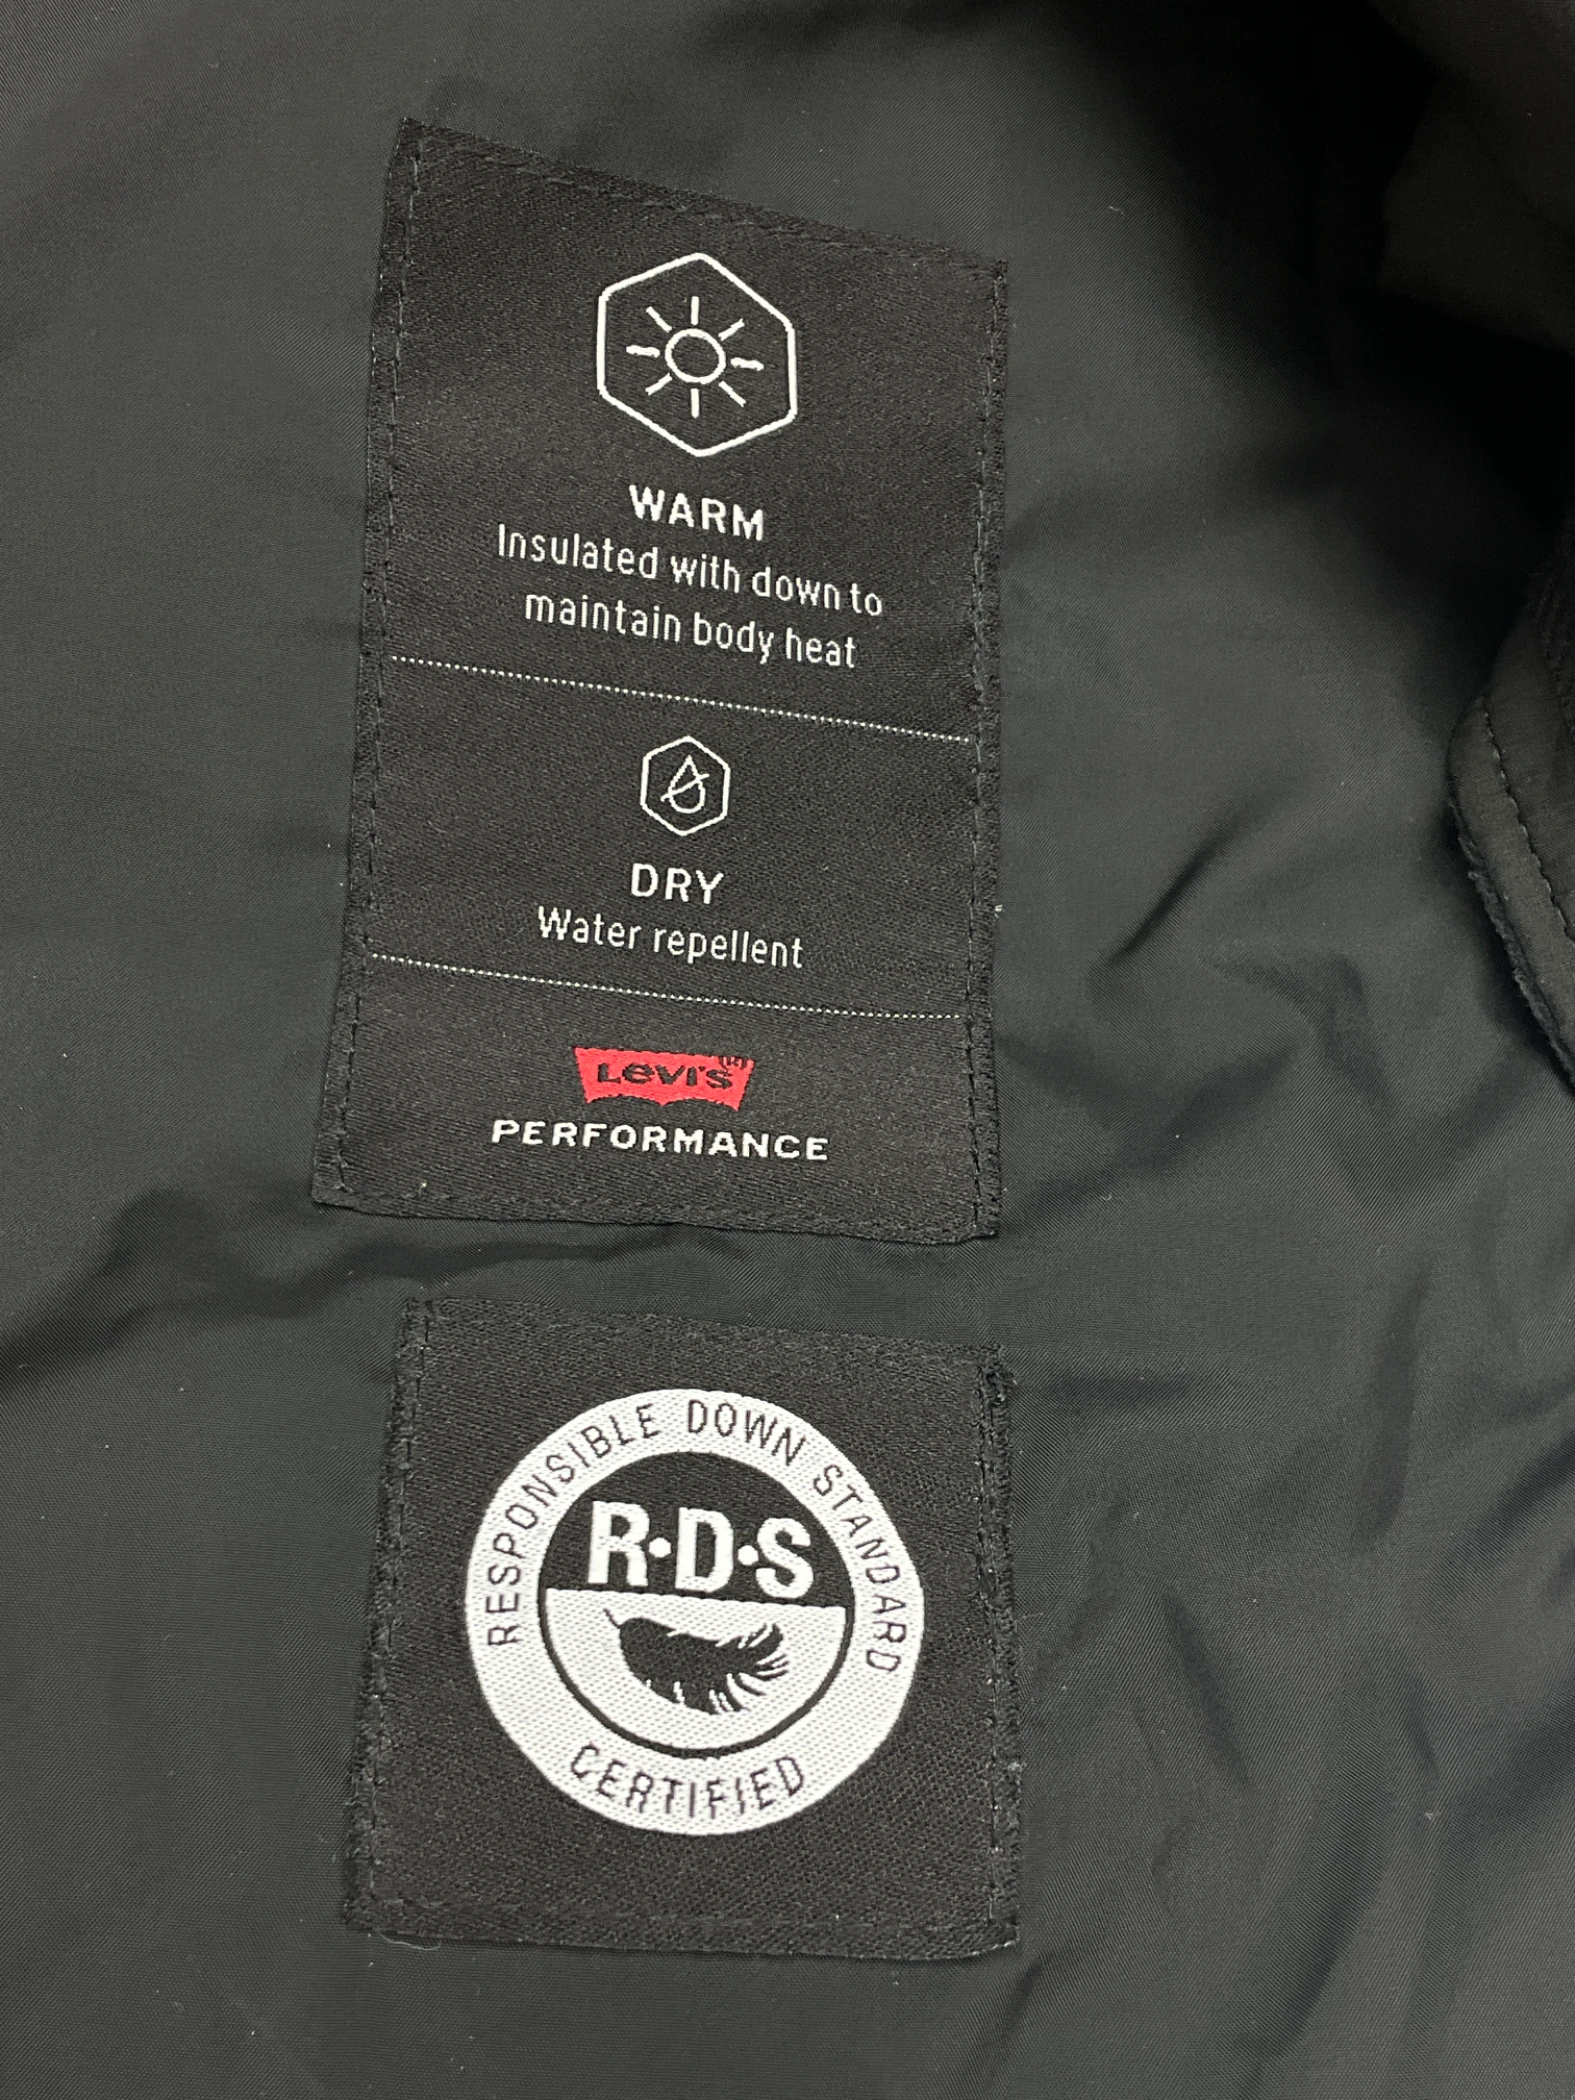 WARM
Insulated with down to
maintain body heat
DRY
Water repellent
Levi's
PERFORMANCE
RESPONSIBLE DOWN STANDARD
R·D·S
CERTIFIED